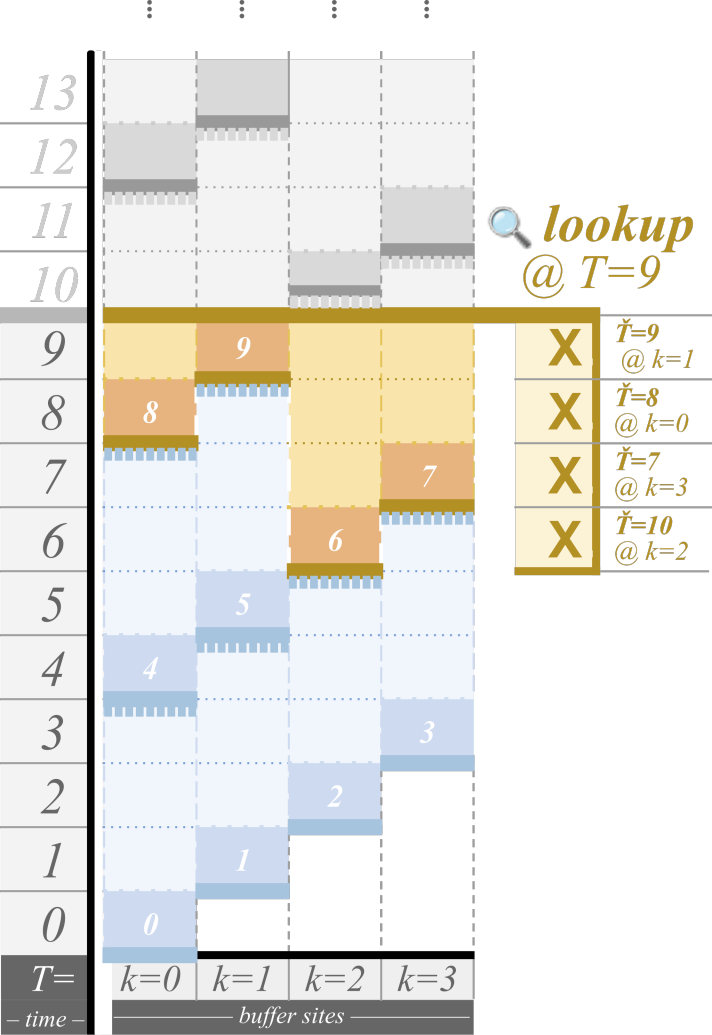 13
12
11
10
lookup
@ T=9
9
9
X
Ť=9
@ k=1
8
8
X
Ť=8
@ k=0
7
7
X
Ť=7
@ k=3
6
6
X
Ť=10
@ k=2
5
5
4
4
3
3
2
2
1
1
0
0
T=
k=0
k=1
k=2
k=3
– time –
buffer sites